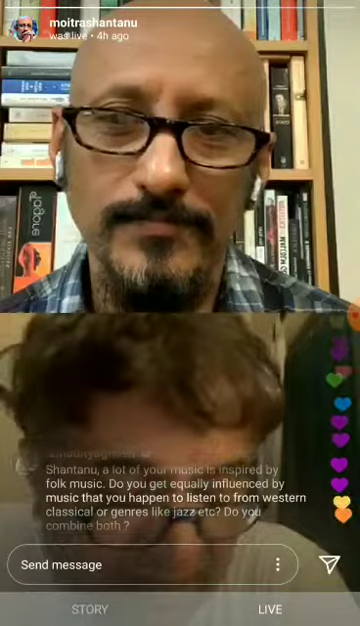 moitrashantanu
was live • 4h ago
Shantanu, a lot of your music is inspired by
folk music. Do you get equally influenced by
music that you happen to listen to from western
classical or genres like jazz etc? Do you
combine both ?
Send message
STORY
LIVE